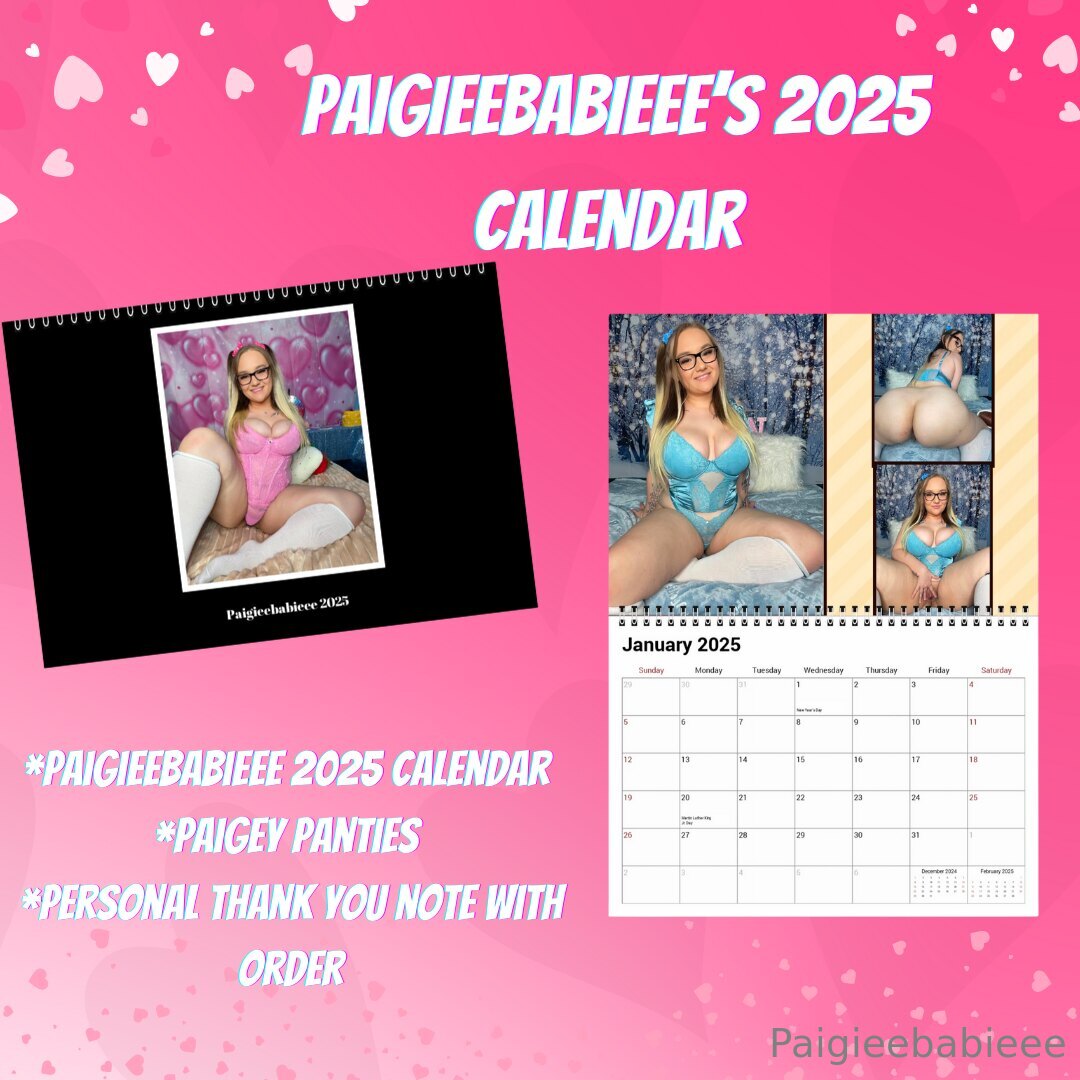 PAIGIEEBABIEEE'S 2025
CALENDAR
Paigieebabieee 2025
January 2025
Sunday Monday Tuesday Wednesday Thursday Friday Saturday
29 30 31 1 2 3 4
New Year's Day
5 6 7 8 9 10 11
12 13 14 15 16 17 18
19 20 21 22 23 24 25
Martin Luther King
Jr Day
26 27 28 29 30 31 1
2 3 4 5 6
December 2024 February 2025
*PAIGIEEBABIEEE 2025 CALENDAR
*PAIGEY PANTIES
*PERSONAL THANK YOU NOTE WITH
ORDER
Paigieebabieee